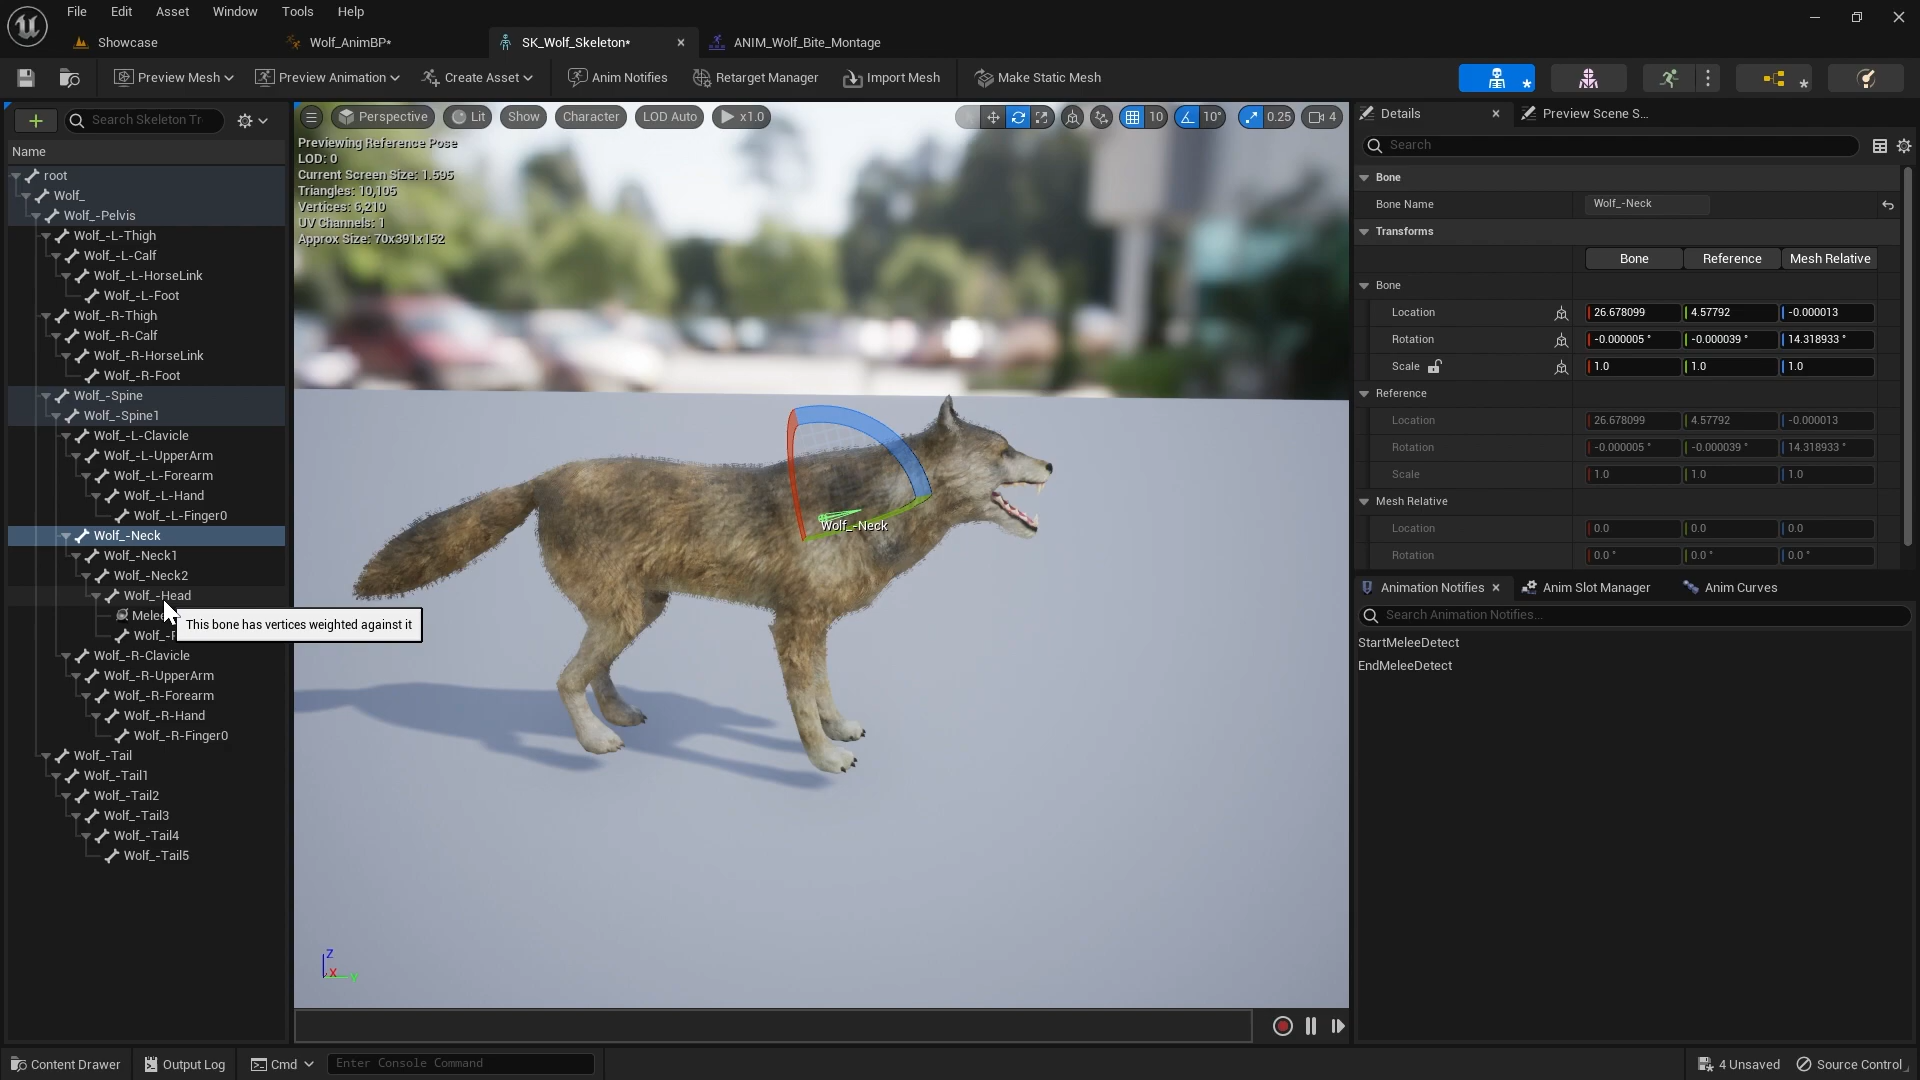 File Edit Asset Window Tools Help
Showcase Wolf_AnimBP* SK_Wolf_Skeleton* ANIM_Wolf_Bite_Montage
Preview Mesh Preview Animation Create Asset Anim Notifies Retarget Manager Import Mesh Make Static Mesh
Search Skeleton Tr
Name
root
Wolf_
Wolf_-Pelvis
Wolf_-L-Thigh
Wolf_-L-Calf
Wolf_-L-HorseLink
Wolf_-L-Foot
Wolf_-R-Thigh
Wolf_-R-Calf
Wolf_-R-HorseLink
Wolf_-R-Foot
Wolf_-Spine
Wolf_-Spine1
Wolf_-L-Clavicle
Wolf_-L-UpperArm
Wolf_-L-Forearm
Wolf_-L-Hand
Wolf_-L-Finger0
Wolf_-Neck
Wolf_-Neck1
Wolf_-Neck2
Wolf_-Head
Melee
This bone has vertices weighted against it
Wolf_-R-Clavicle
Wolf_-R-UpperArm
Wolf_-R-Forearm
Wolf_-R-Hand
Wolf_-R-Finger0
Wolf_-Tail
Wolf_-Tail1
Wolf_-Tail2
Wolf_-Tail3
Wolf_-Tail4
Wolf_-Tail5
Perspective Lit Show Character LOD Auto x1.0 10 10° 0.25 4
Previewing Reference Pose
LOD: 0
Current Screen Size: 1.595
Triangles: 10,105
Vertices: 6,210
UV Channels: 1
Approx Size: 70x391x152
Wolf_-Neck
Z
X
Y
Details Preview Scene S...
Search
Bone
Bone Name Wolf_-Neck
Transforms
Bone Reference Mesh Relative
Bone
Location 26.678099 4.57792 -0.000013
Rotation -0.000005 ° -0.000039 ° 14.318933 °
Scale 1.0 1.0 1.0
Reference
Location 26.678099 4.57792 -0.000013
Rotation -0.000005 ° -0.000039 ° 14.318933 °
Scale 1.0 1.0 1.0
Mesh Relative
Location 0.0 0.0 0.0
Rotation 0.0 ° 0.0 ° 0.0 °
Animation Notifies Anim Slot Manager Anim Curves
Search Animation Notifies...
StartMeleeDetect
EndMeleeDetect
Content Drawer Output Log Cmd Enter Console Command 4 Unsaved Source Control